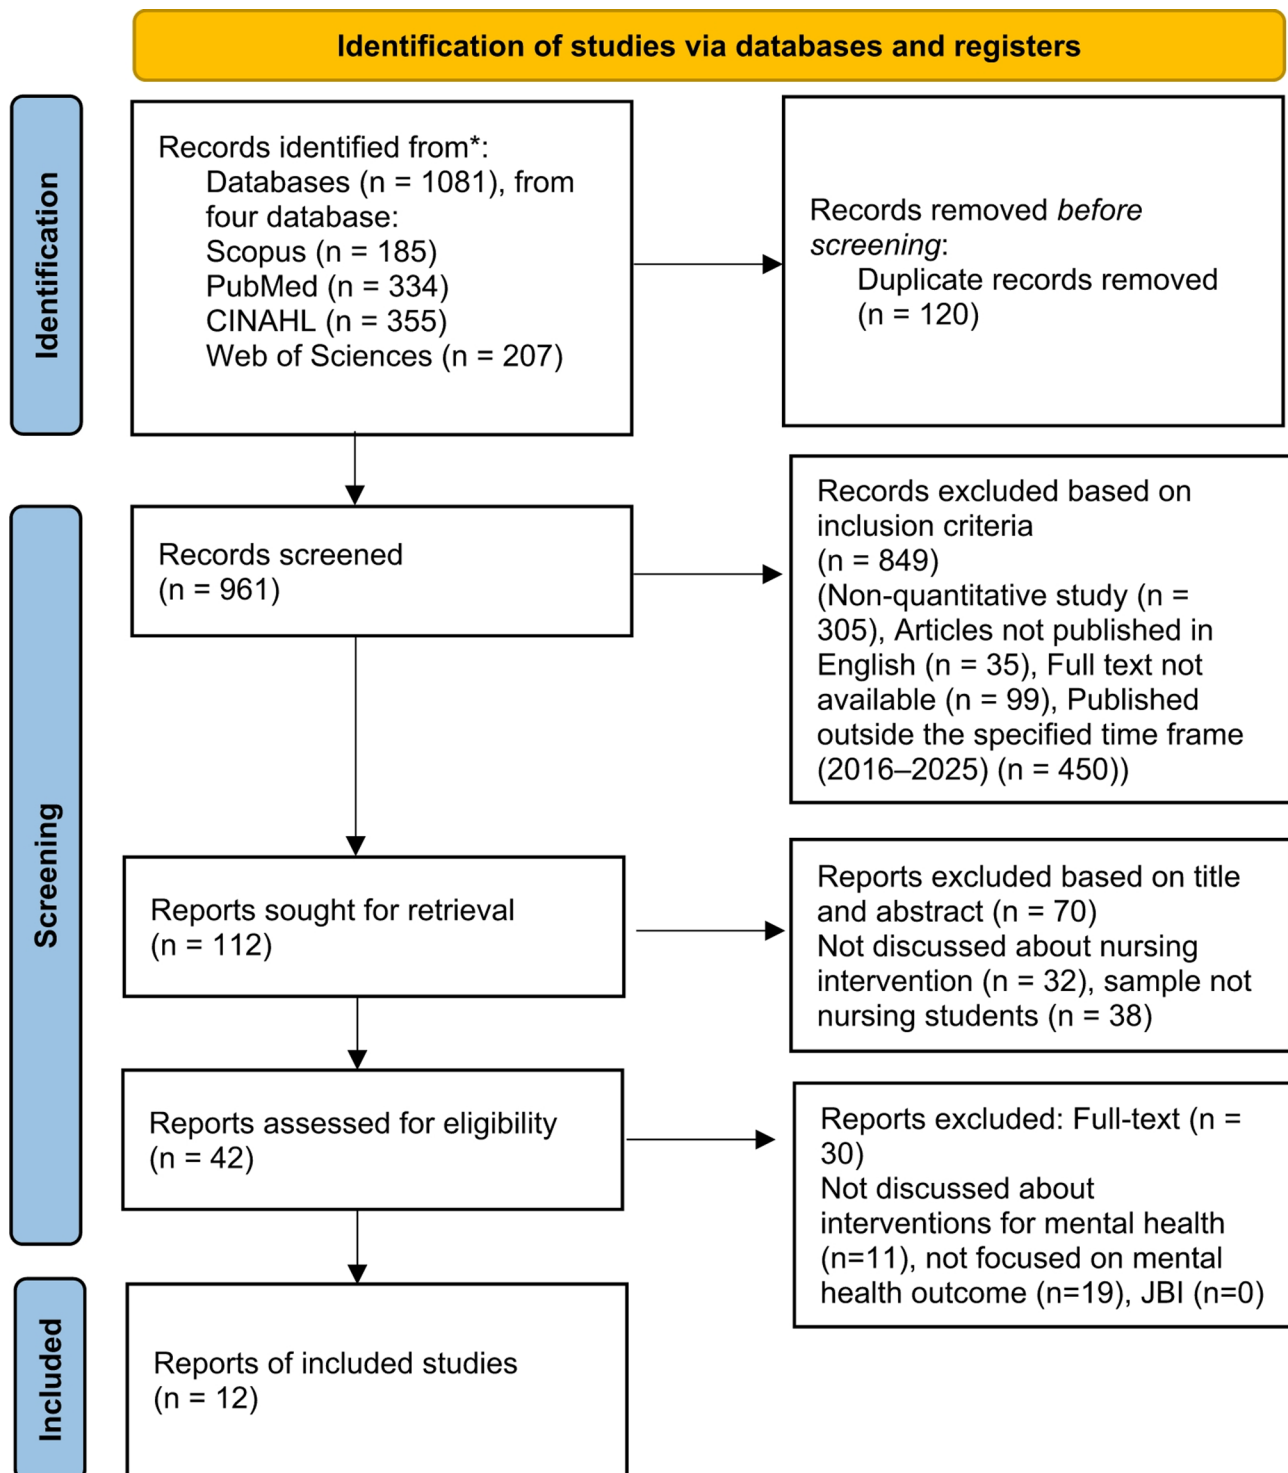 Identification of studies via databases and registers
Identification
Records identified from*:
Databases (n = 1081), from
four database:
Scopus (n = 185)
PubMed (n = 334)
CINAHL (n = 355)
Web of Sciences (n = 207)
Records removed before
screening:
Duplicate records removed
(n = 120)
Screening
Records screened
(n = 961)
Records excluded based on
inclusion criteria
(n = 849)
(Non-quantitative study (n =
305), Articles not published in
English (n = 35), Full text not
available (n = 99), Published
outside the specified time frame
(2016–2025) (n = 450))
Reports sought for retrieval
(n = 112)
Reports excluded based on title
and abstract (n = 70)
Not discussed about nursing
intervention (n = 32), sample not
nursing students (n = 38)
Reports assessed for eligibility
(n = 42)
Reports excluded: Full-text (n =
30)
Not discussed about
interventions for mental health
(n=11), not focused on mental
health outcome (n=19), JBI (n=0)
Included
Reports of included studies
(n = 12)